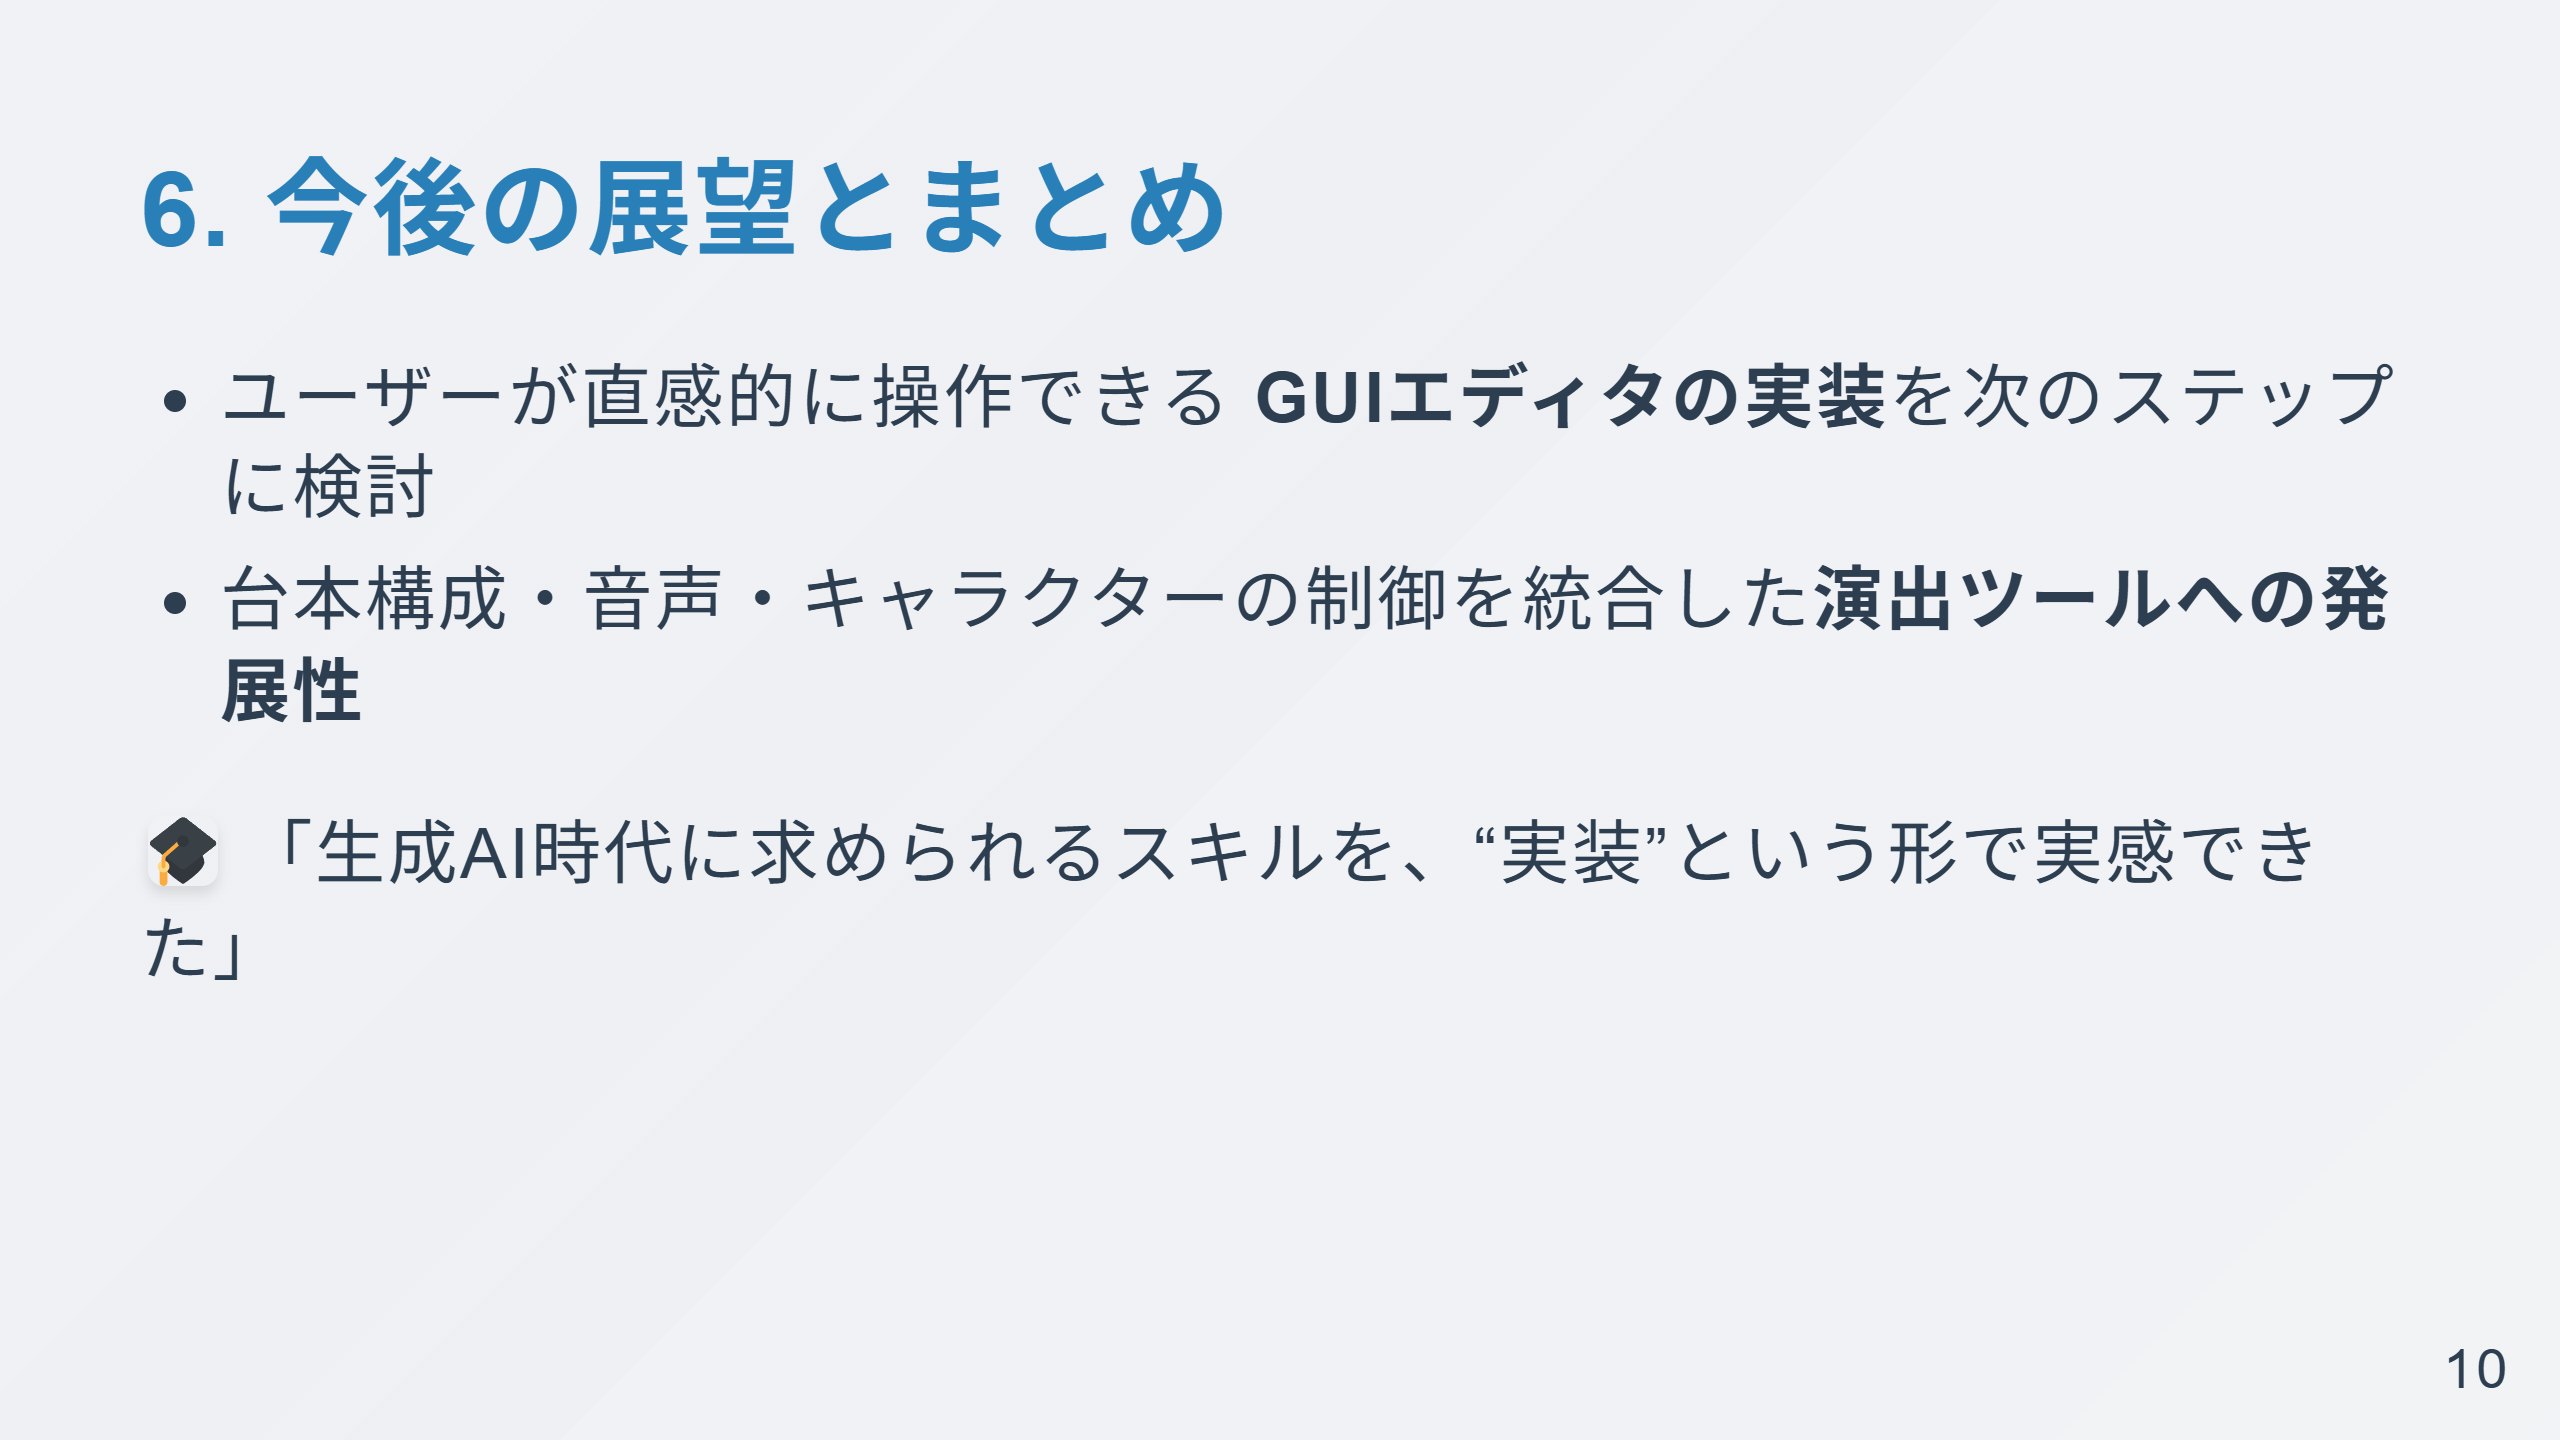 6. 今後の展望とまとめ
• ユーザーが直感的に操作できる GUIエディタの実装を次のステップ
に検討
• 台本構成・音声・キャラクターの制御を統合した演出ツールへの発
展性
🎓 「生成AI時代に求められるスキルを、“実装”という形で実感でき
た」
10